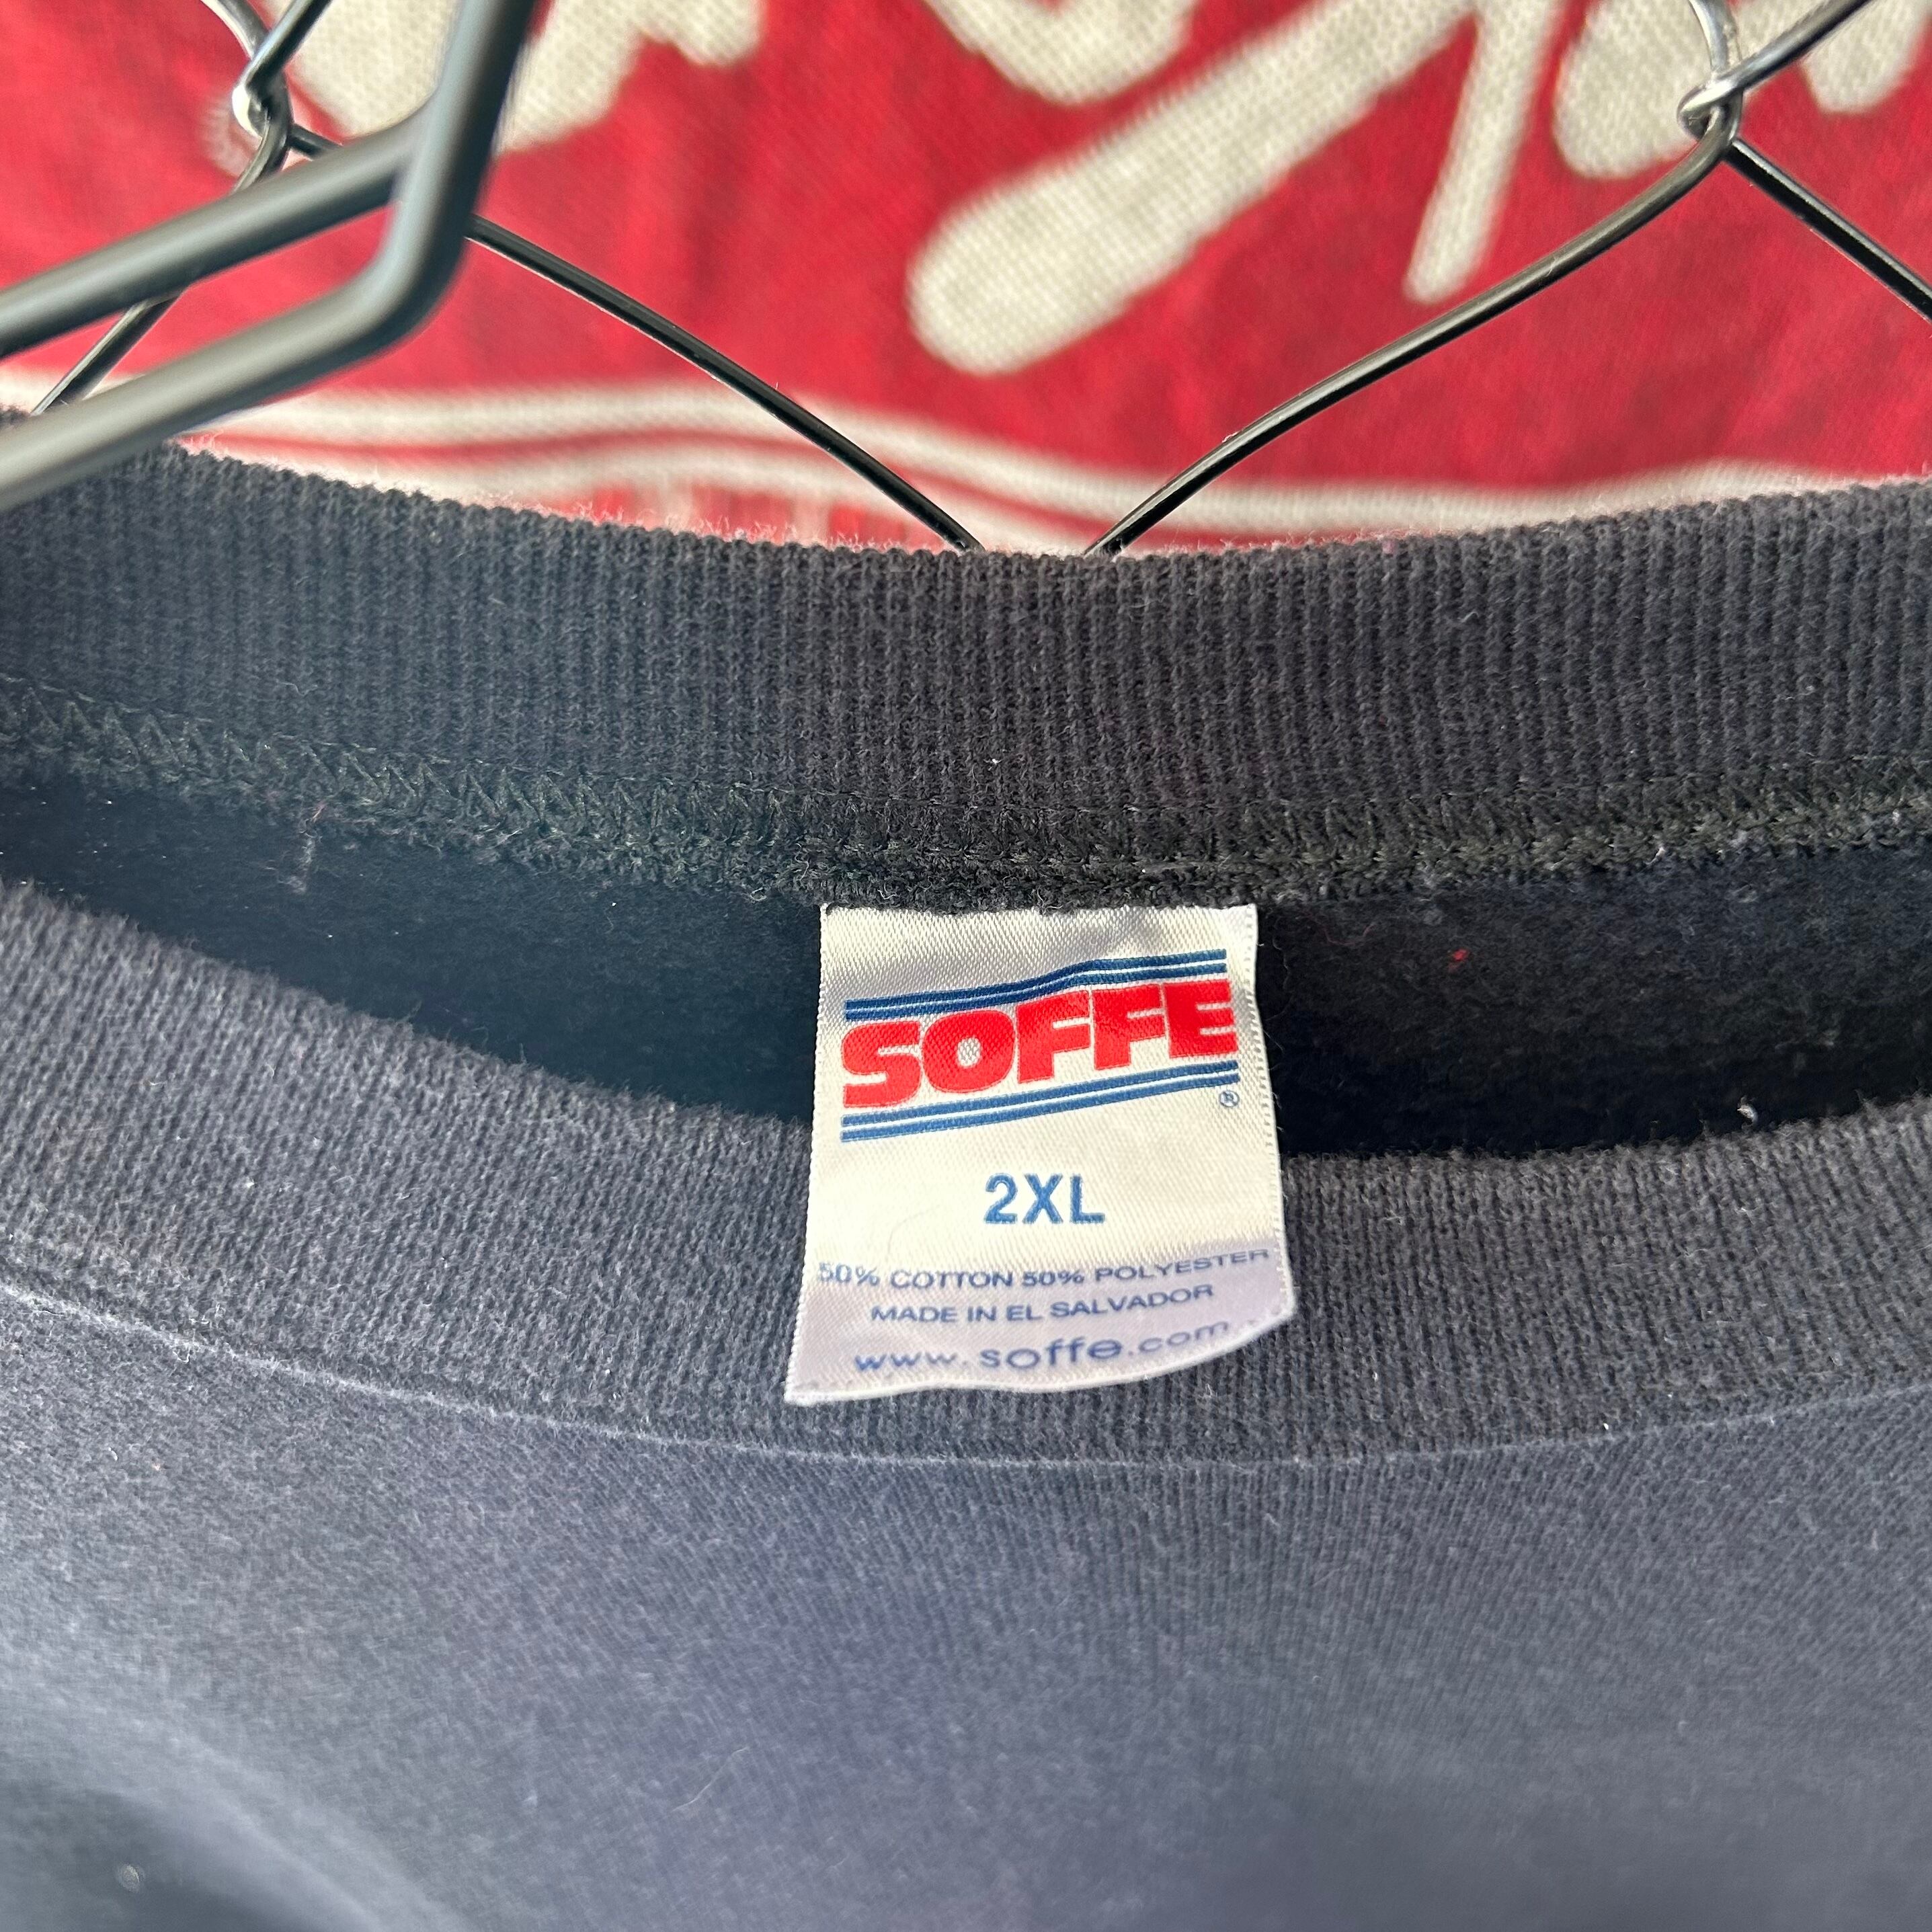 SOFFE®
2XL
50% COTTON 50% POLYESTER
MADE IN EL SALVADOR
www.soffe.com